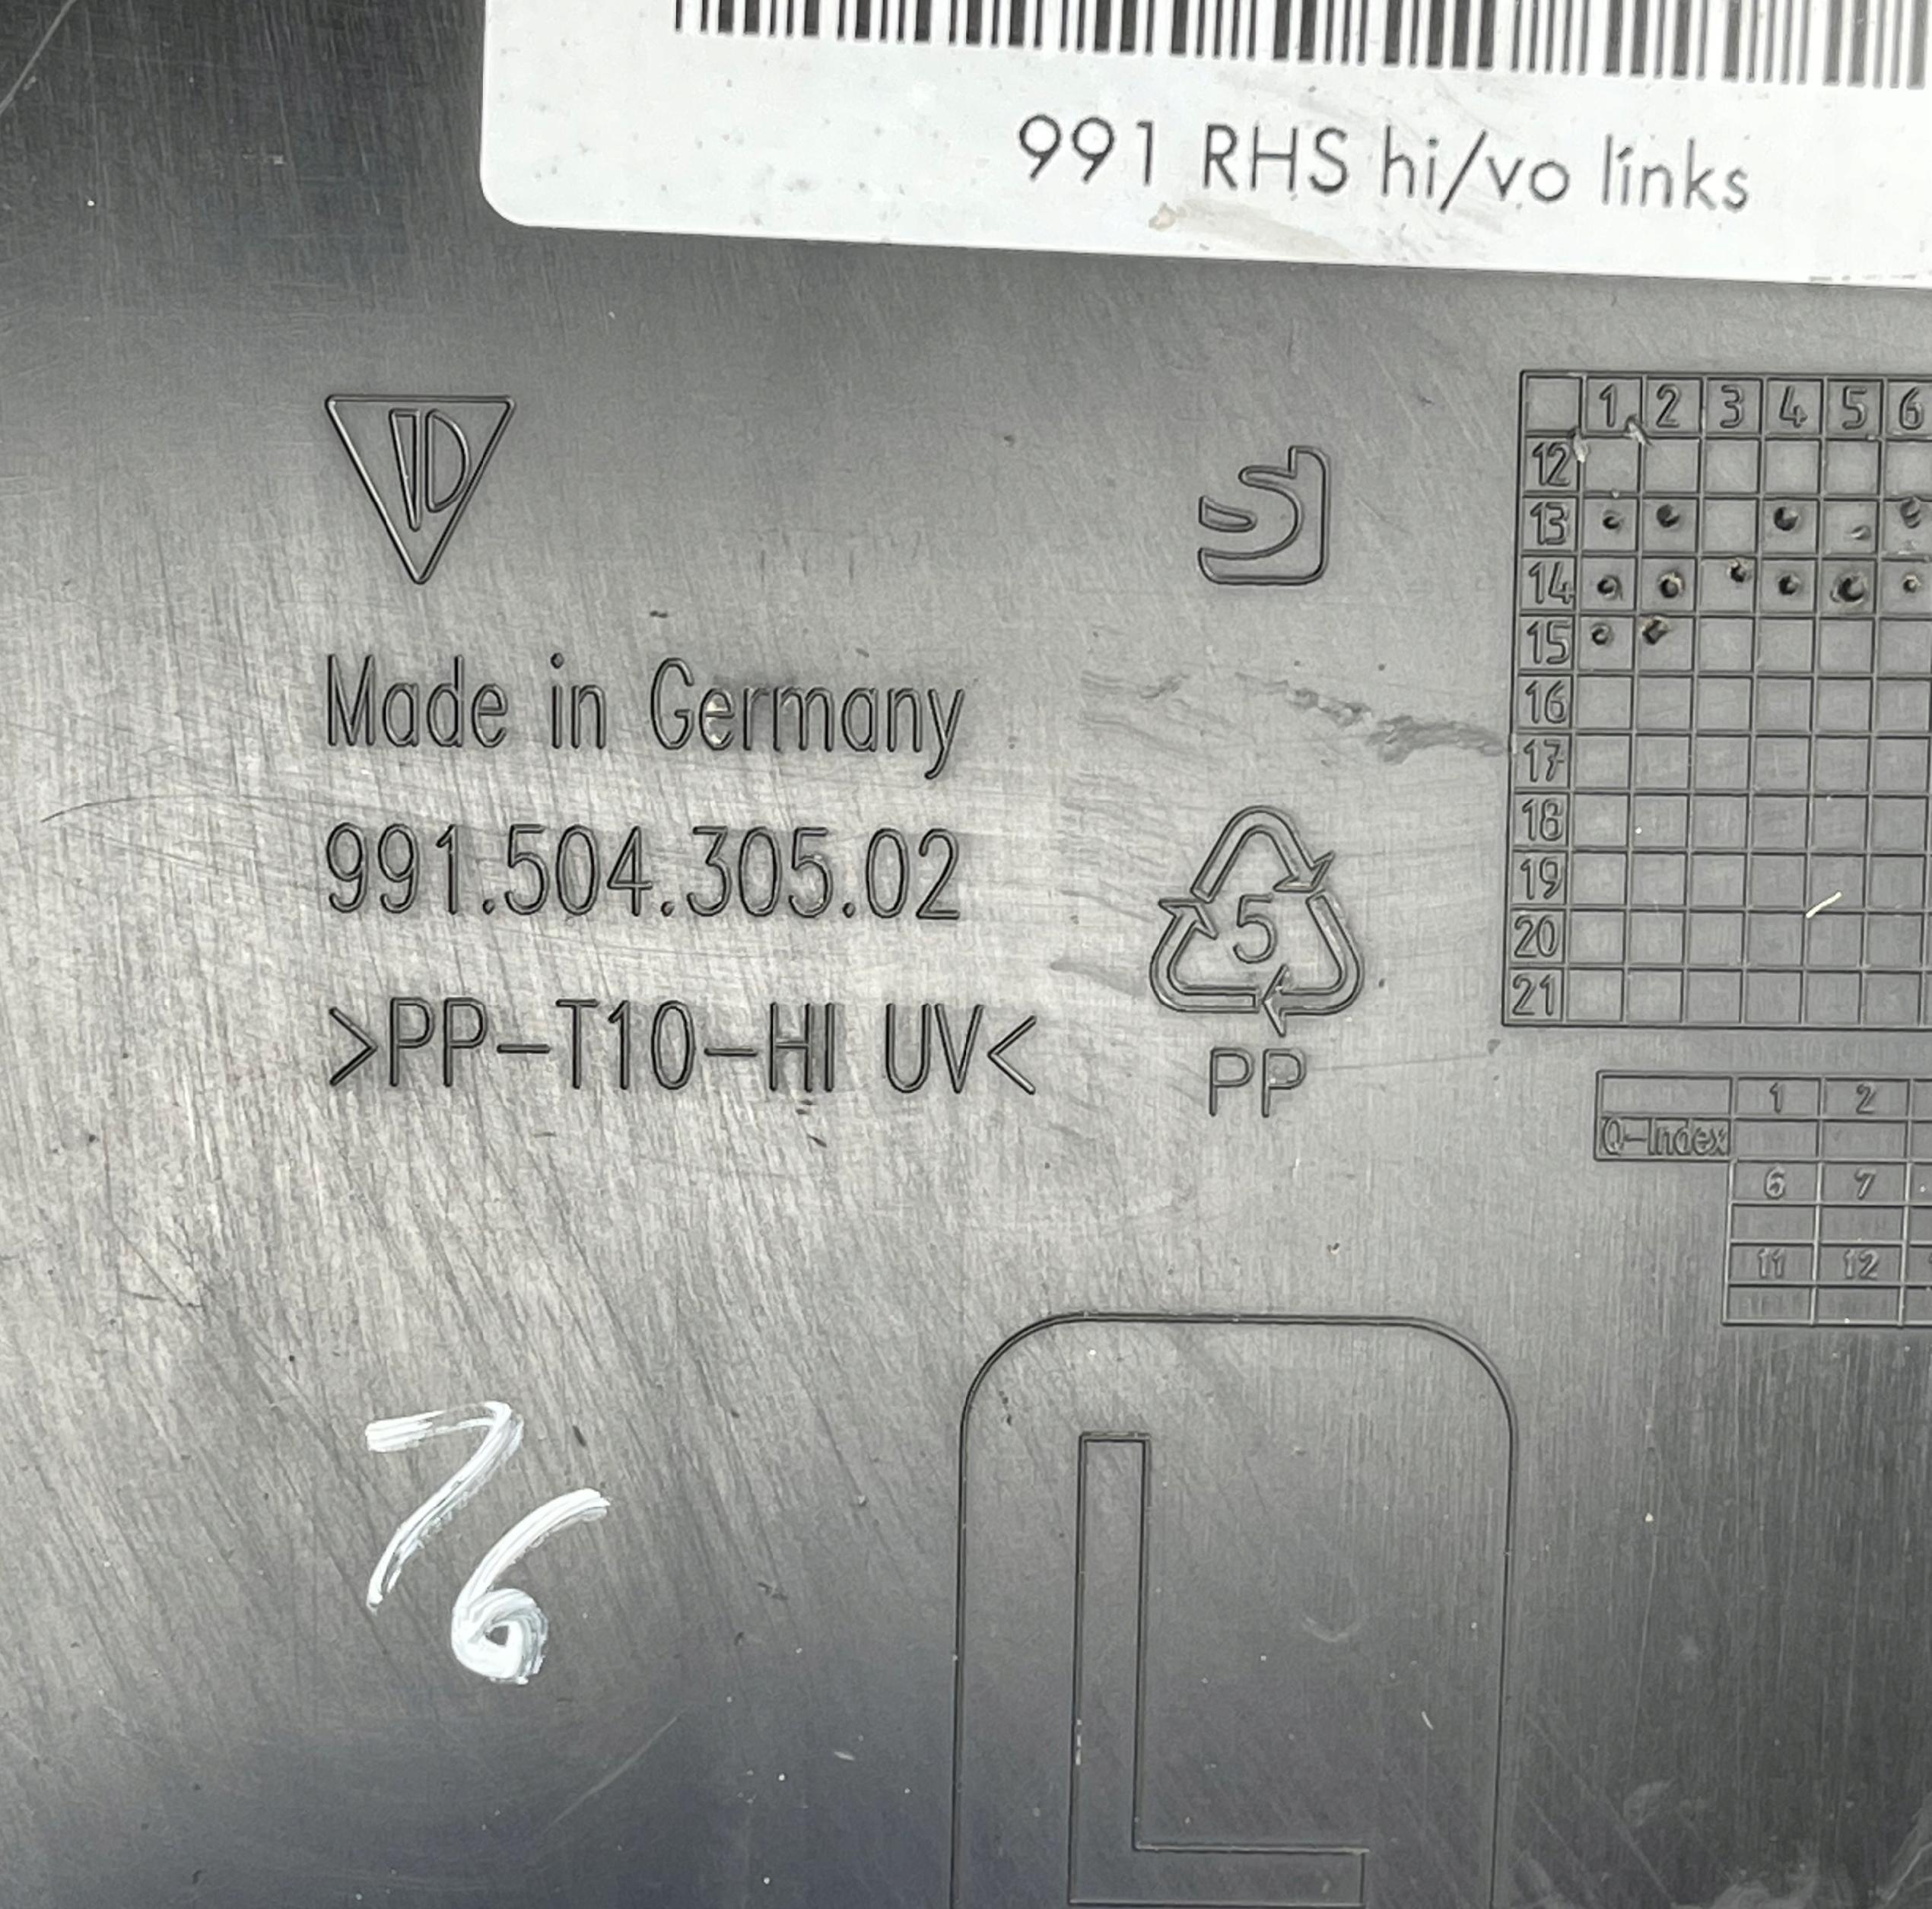 991 RHS hi/vo links
Made in Germany
991.504.305.02
>PP-T10-HI UV<
5
PP
1 2 3 4 5 6
12
13
14
15
16
17
18
19
20
21
1 2
Q-Index
6 7
11 12
76
L